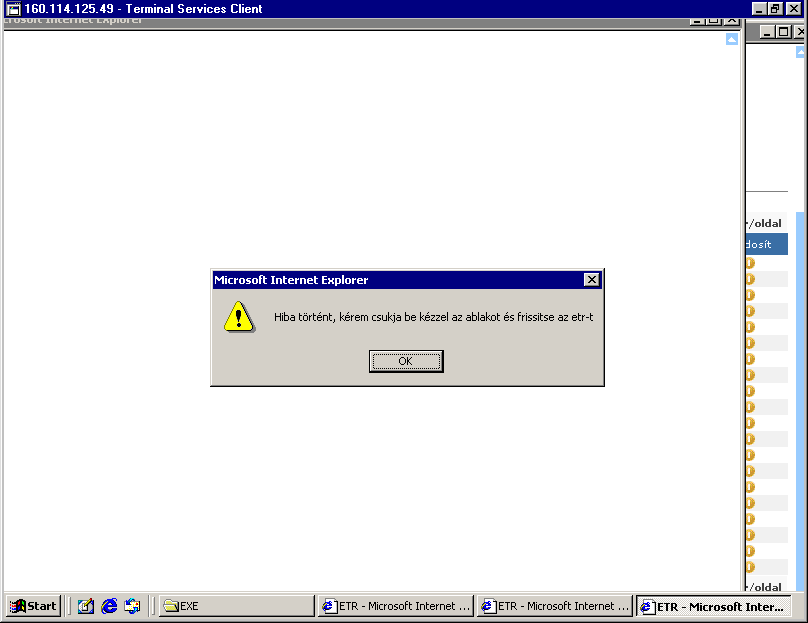 160.114.125.49 - Terminal Services Client
crosoft Internet Explorer
r/oldal
dosít
Microsoft Internet Explorer
Hiba történt, kérem csukja be kézzel az ablakot és frissitse az etr-t
OK
r/oldal
Start
EXE
ETR - Microsoft Internet ...
ETR - Microsoft Internet ...
ETR - Microsoft Inter...